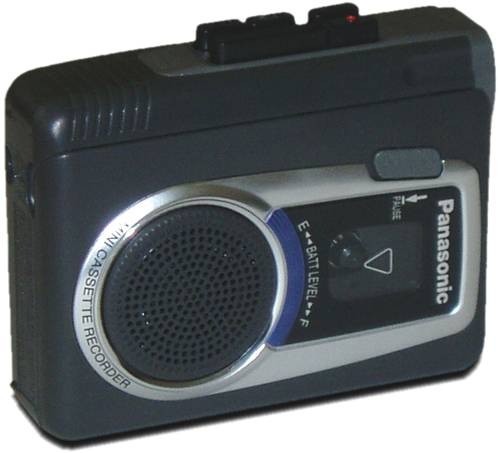 Panasonic
PAUSE
E◄◄BATT LEVEL►►F
MINI CASSETTE RECORDER